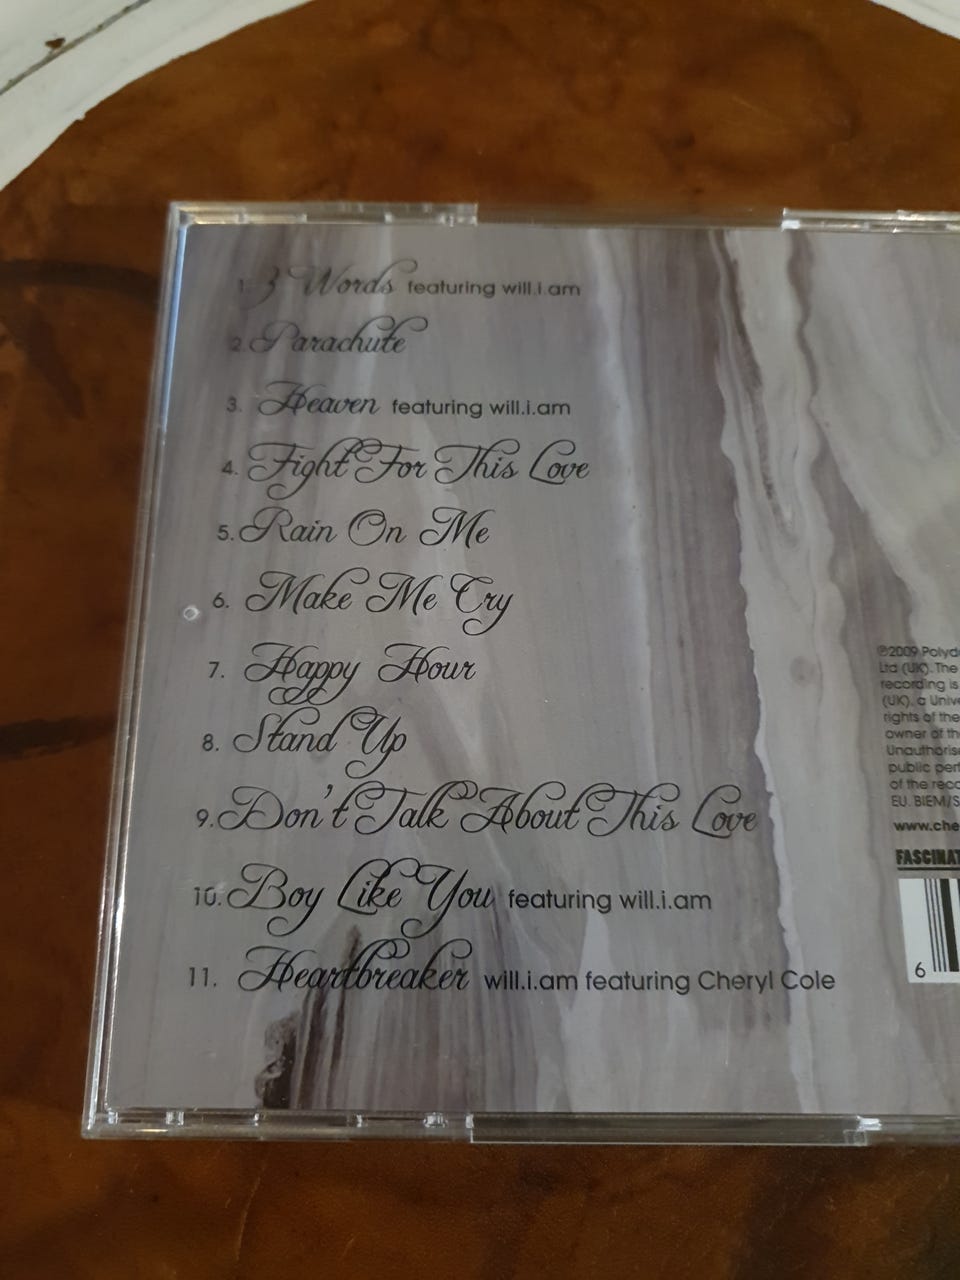 1. 3 Words featuring will.i.am
2. Parachute
3. Heaven featuring will.i.am
4. Fight For This Love
5. Rain On Me
6. Make Me Cry
7. Happy Hour
8. Stand Up
9. Don't Talk About This Love
10. Boy Like You featuring will.i.am
11. Heartbreaker will.i.am featuring Cheryl Cole
℗2009 Polyd
Ltd (UK). The
recording is
(UK), a Unive
rights of the
owner of th
Unauthoris
public perf
of the reco
EU. BIEM/S
www.che
FASCINAT
6